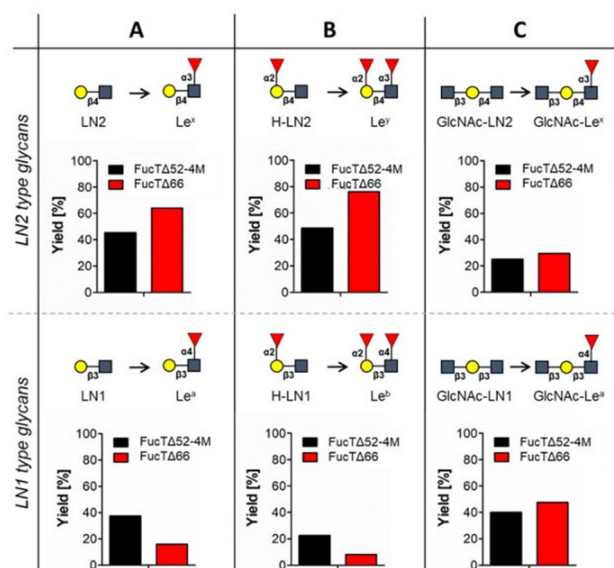 A B C
LN2 type glycans
α3
β4 β4
LN2 Leˣ
α2 α2 α3
β4 β4
H-LN2 Leʸ
α3
β3 β4 β3 β4
GlcNAc-LN2 GlcNAc-Leˣ
Yield [%]
100
80
60
40
20
0
FucTΔ52-4M
FucTΔ66
Yield [%]
100
80
60
40
20
0
FucTΔ52-4M
FucTΔ66
Yield [%]
100
80
60
40
20
0
FucTΔ52-4M
FucTΔ66
LN1 type glycans
α4
β3 β3
LN1 Leᵃ
α2 α2 α4
β3 β3
H-LN1 Leᵇ
α4
β3 β3 β3 β3
GlcNAc-LN1 GlcNAc-Leᵃ
Yield [%]
100
80
60
40
20
0
FucTΔ52-4M
FucTΔ66
Yield [%]
100
80
60
40
20
0
FucTΔ52-4M
FucTΔ66
Yield [%]
100
80
60
40
20
0
FucTΔ52-4M
FucTΔ66